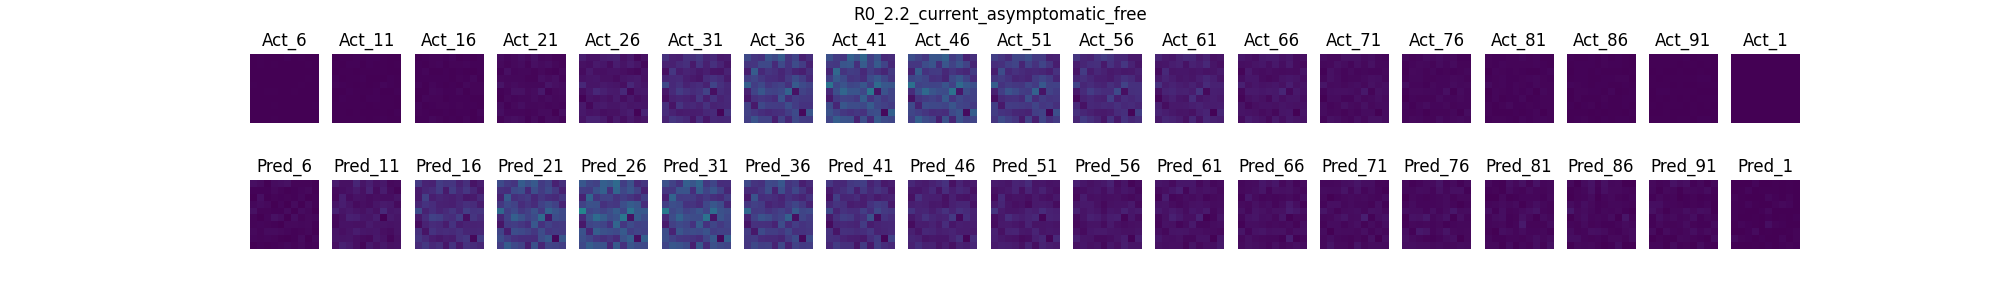 R0_2.2_current_asymptomatic_free
Act_6 Act_11 Act_16 Act_21 Act_26 Act_31 Act_36 Act_41 Act_46 Act_51 Act_56 Act_61 Act_66 Act_71 Act_76 Act_81 Act_86 Act_91 Act_1
Pred_6 Pred_11 Pred_16 Pred_21 Pred_26 Pred_31 Pred_36 Pred_41 Pred_46 Pred_51 Pred_56 Pred_61 Pred_66 Pred_71 Pred_76 Pred_81 Pred_86 Pred_91 Pred_1